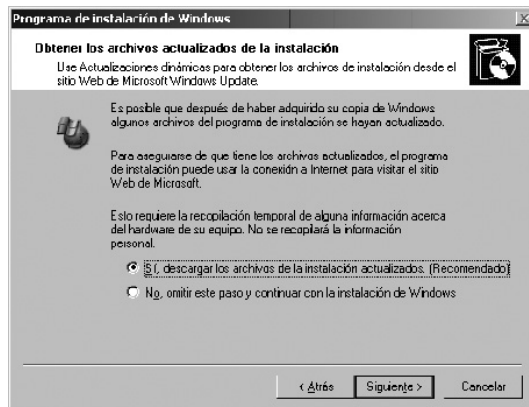 Programa de instalación de Windows
Obtener los archivos actualizados de la instalación
Use Actualizaciones dinámicas para obtener los archivos de instalación desde el
sitio Web de Microsoft Windows Update.
Es posible que después de haber adquirido su copia de Windows
algunos archivos del programa de instalación se hayan actualizado.
Para asegurarse de que tiene los archivos actualizados, el programa
de instalación puede usar la conexión a Internet para visitar el sitio
Web de Microsoft.
Esto requiere la recopilación temporal de alguna información acerca
del hardware de su equipo. No se recopilará la información
personal.
Sí, descargar los archivos de la instalación actualizados. (Recomendado)
No, omitir este paso y continuar con la instalación de Windows
< Atrás
Siguiente >
Cancelar